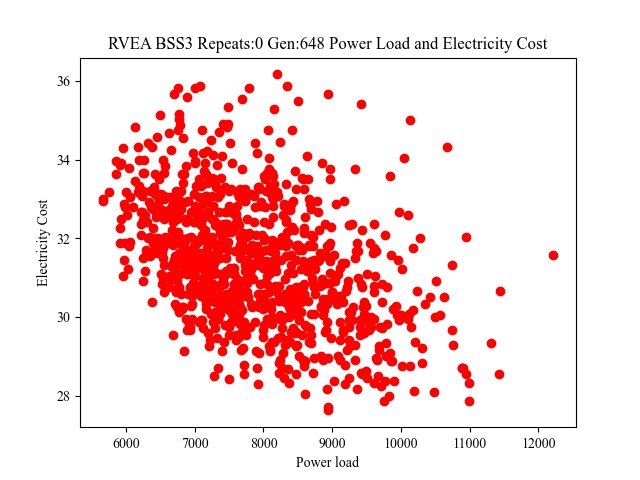 RVEA BSS3 Repeats:0 Gen:648 Power Load and Electricity Cost
36
34
32
30
28
Electricity Cost
6000 7000 8000 9000 10000 11000 12000
Power load